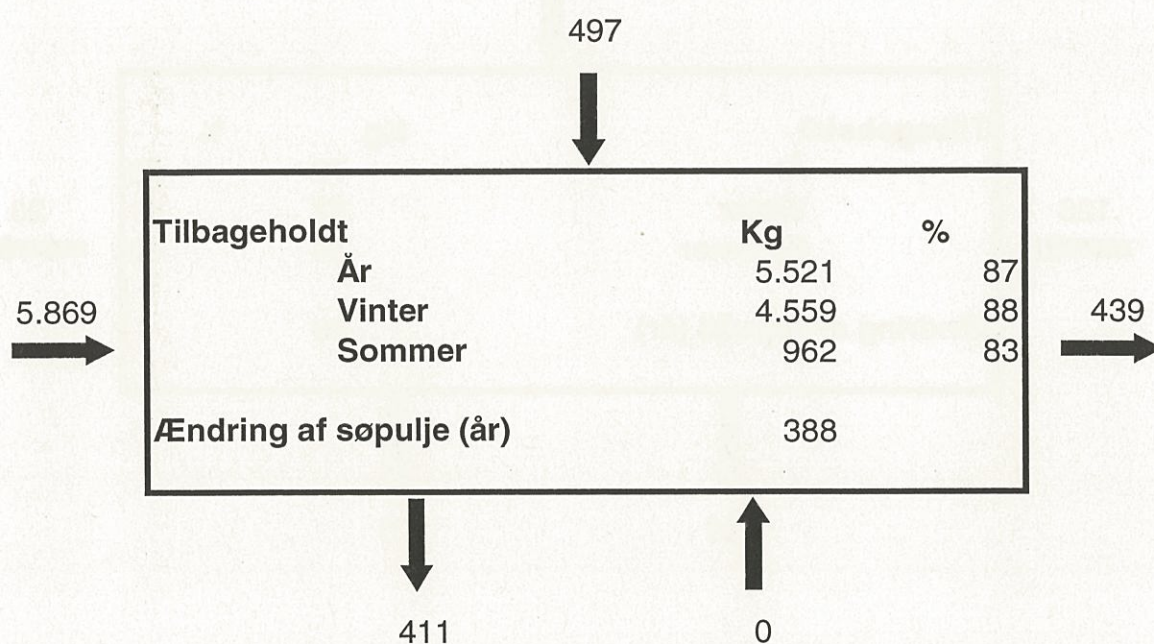 497
Tilbageholdt Kg %
År 5.521 87
5.869 Vinter 4.559 88 439
Sommer 962 83
Ændring af søpulje (år) 388
411 0